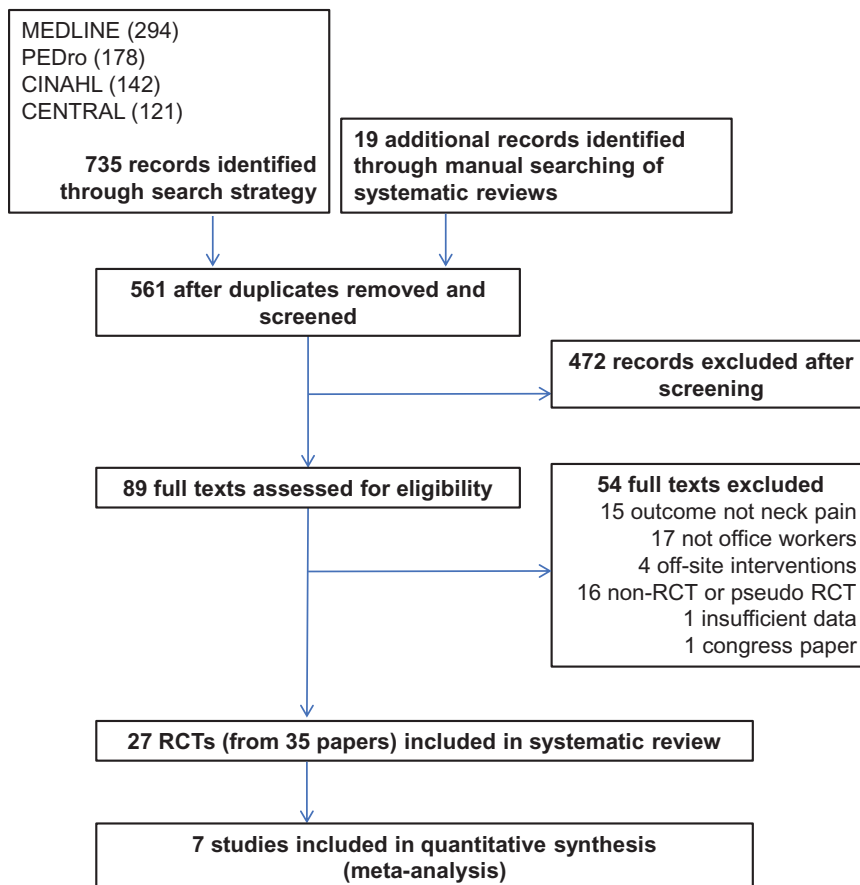 MEDLINE (294)
PEDro (178)
CINAHL (142)
CENTRAL (121)
735 records identified
through search strategy
19 additional records identified
through manual searching of
systematic reviews
561 after duplicates removed and
screened
472 records excluded after
screening
89 full texts assessed for eligibility
54 full texts excluded
15 outcome not neck pain
17 not office workers
4 off-site interventions
16 non-RCT or pseudo RCT
1 insufficient data
1 congress paper
27 RCTs (from 35 papers) included in systematic review
7 studies included in quantitative synthesis
(meta-analysis)